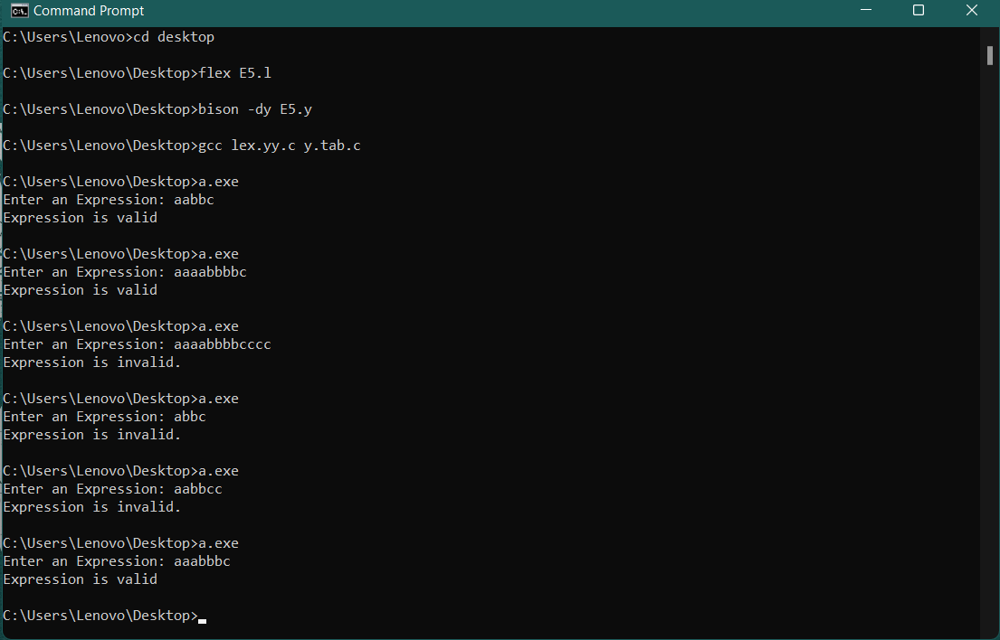 Command Prompt
C:\Users\Lenovo>cd desktop
C:\Users\Lenovo\Desktop>flex E5.l
C:\Users\Lenovo\Desktop>bison -dy E5.y
C:\Users\Lenovo\Desktop>gcc lex.yy.c y.tab.c
C:\Users\Lenovo\Desktop>a.exe
Enter an Expression: aabbc
Expression is valid
C:\Users\Lenovo\Desktop>a.exe
Enter an Expression: aaaabbbbc
Expression is valid
C:\Users\Lenovo\Desktop>a.exe
Enter an Expression: aaaabbbbcccc
Expression is invalid.
C:\Users\Lenovo\Desktop>a.exe
Enter an Expression: abbc
Expression is invalid.
C:\Users\Lenovo\Desktop>a.exe
Enter an Expression: aabbcc
Expression is invalid.
C:\Users\Lenovo\Desktop>a.exe
Enter an Expression: aaabbbc
Expression is valid
C:\Users\Lenovo\Desktop>